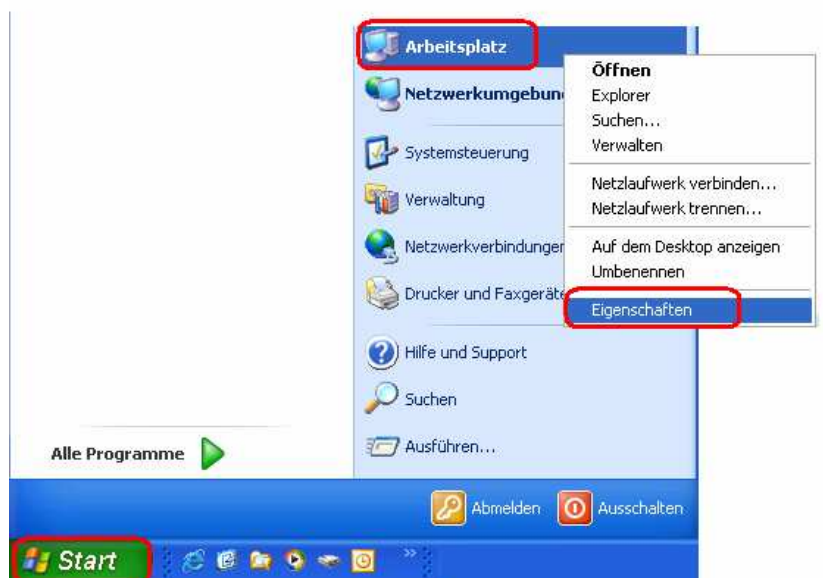 Arbeitsplatz
Netzwerkumgebun
Systemsteuerung
Verwaltung
Netzwerkverbindunger
Drucker und Faxgeräte
Hilfe und Support
Suchen
Ausführen...
Öffnen
Explorer
Suchen...
Verwalten
Netzlaufwerk verbinden...
Netzlaufwerk trennen...
Auf dem Desktop anzeigen
Umbenennen
Eigenschaften
Alle Programme
Abmelden
Ausschalten
Start